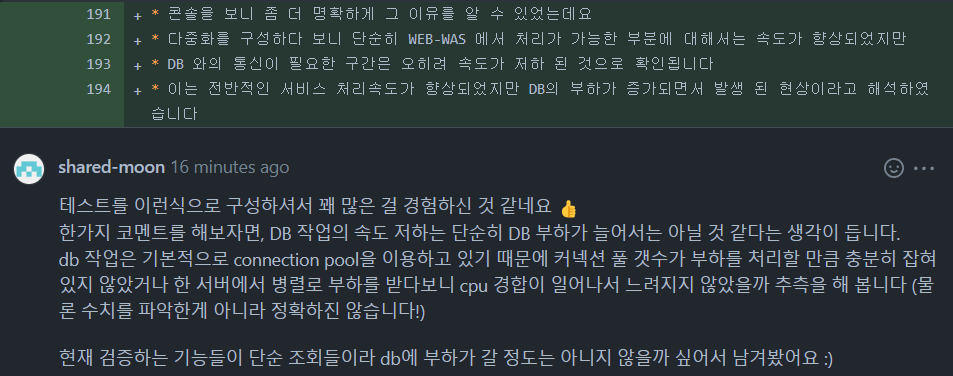 191 + * 콘솔을 보니 좀 더 명확하게 그 이유를 알 수 있었는데요
192 + * 다중화를 구성하다 보니 단순히 WEB-WAS 에서 처리가 가능한 부분에 대해서는 속도가 향상되었지만
193 + * DB 와의 통신이 필요한 구간은 오히려 속도가 저하 된 것으로 확인됩니다
194 + * 이는 전반적인 서비스 처리속도가 향상되었지만 DB의 부하가 증가되면서 발생 된 현상이라고 해석하였
습니다
shared-moon 16 minutes ago
테스트를 이런식으로 구성하셔서 꽤 많은 걸 경험하신 것 같네요 👍
한가지 코멘트를 해보자면, DB 작업의 속도 저하는 단순히 DB 부하가 늘어서는 아닐 것 같다는 생각이 듭니다.
db 작업은 기본적으로 connection pool을 이용하고 있기 때문에 커넥션 풀 갯수가 부하를 처리할 만큼 충분히 잡혀
있지 않았거나 한 서버에서 병렬로 부하를 받다보니 cpu 경합이 일어나서 느려지지 않았을까 추측을 해 봅니다 (물
론 수치를 파악한게 아니라 정확하진 않습니다!)
현재 검증하는 기능들이 단순 조회들이라 db에 부하가 갈 정도는 아니지 않을까 싶어서 남겨봤어요 :)